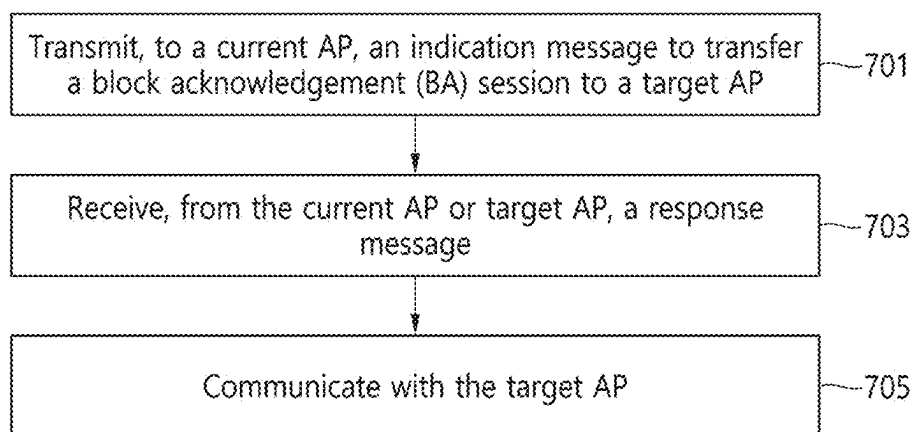 Transmit, to a current AP, an indication message to transfer
a block acknowledgement (BA) session to a target AP
701
Receive, from the current AP or target AP, a response
message
703
Communicate with the target AP
705